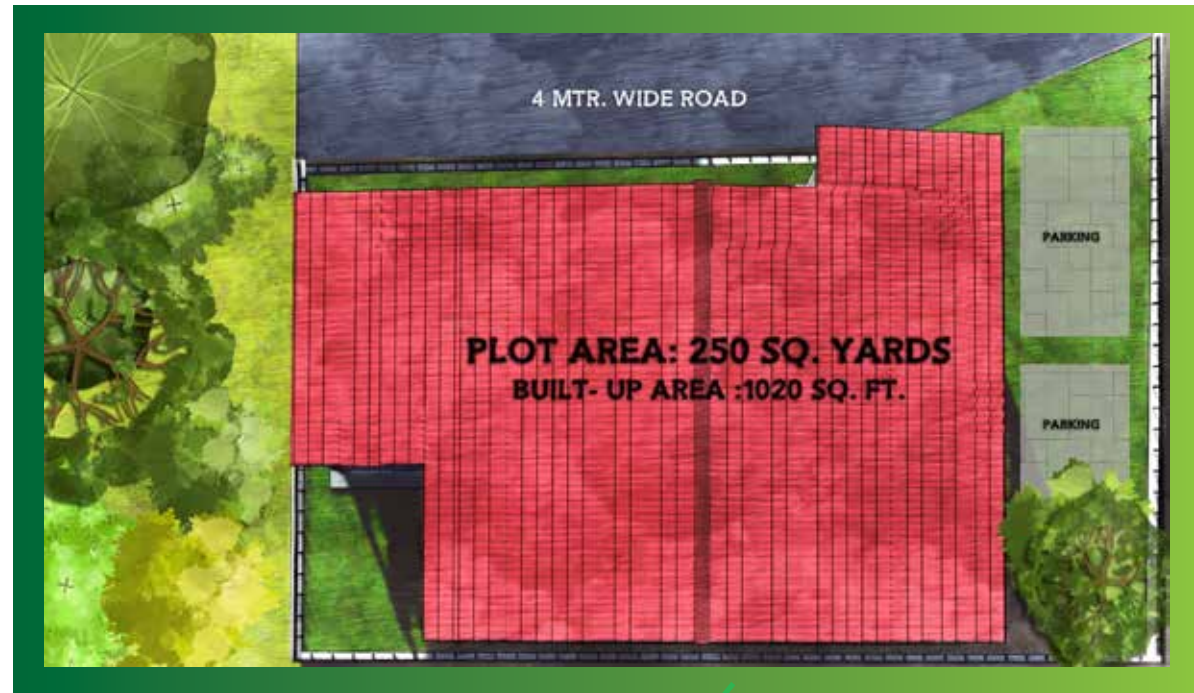 4 MTR. WIDE ROAD
PARKING
PLOT AREA: 250 SQ. YARDS
BUILT- UP AREA :1020 SQ. FT.
PARKING